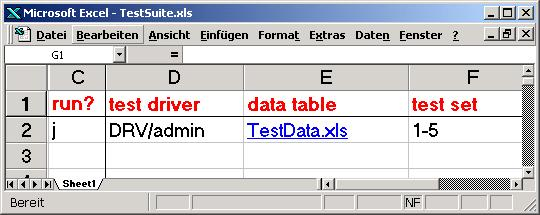 Microsoft Excel - TestSuite.xls
Datei Bearbeiten Ansicht Einfügen Format Extras Daten Fenster ?
G1 =
C D E F
1 run? test driver data table test set
2 j DRV/admin TestData.xls 1-5
3
4
Sheet1
Bereit NF